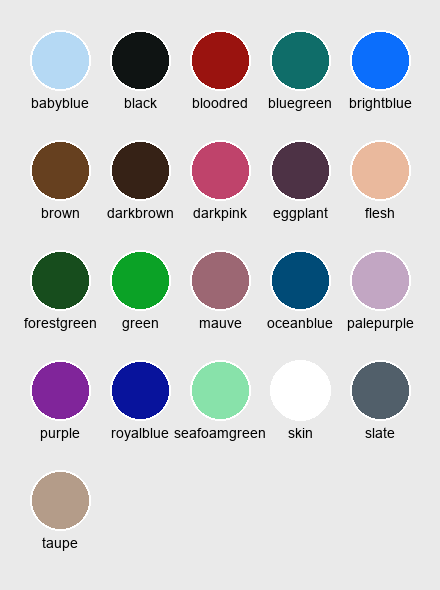 babyblue black bloodred bluegreen brightblue
brown darkbrown darkpink eggplant flesh
forestgreen green mauve oceanblue palepurple
purple royalblue seafoamgreen skin slate
taupe